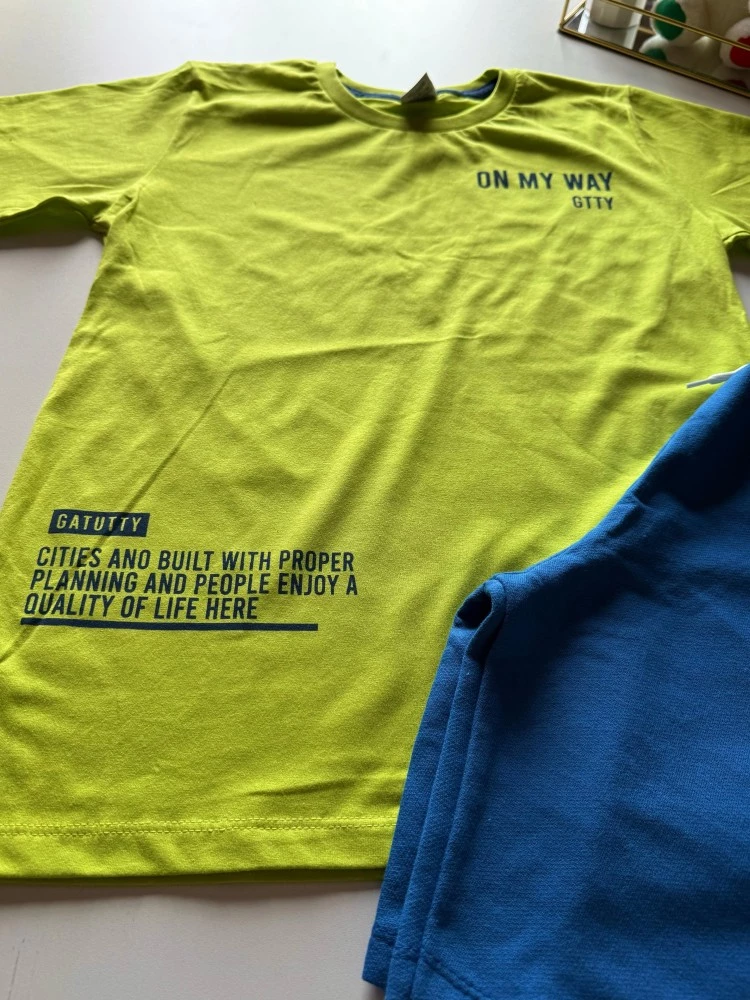 ON MY WAY
GTTY
GATUTTY
CITIES ANO BUILT WITH PROPER
PLANNING AND PEOPLE ENJOY A
QUALITY OF LIFE HERE